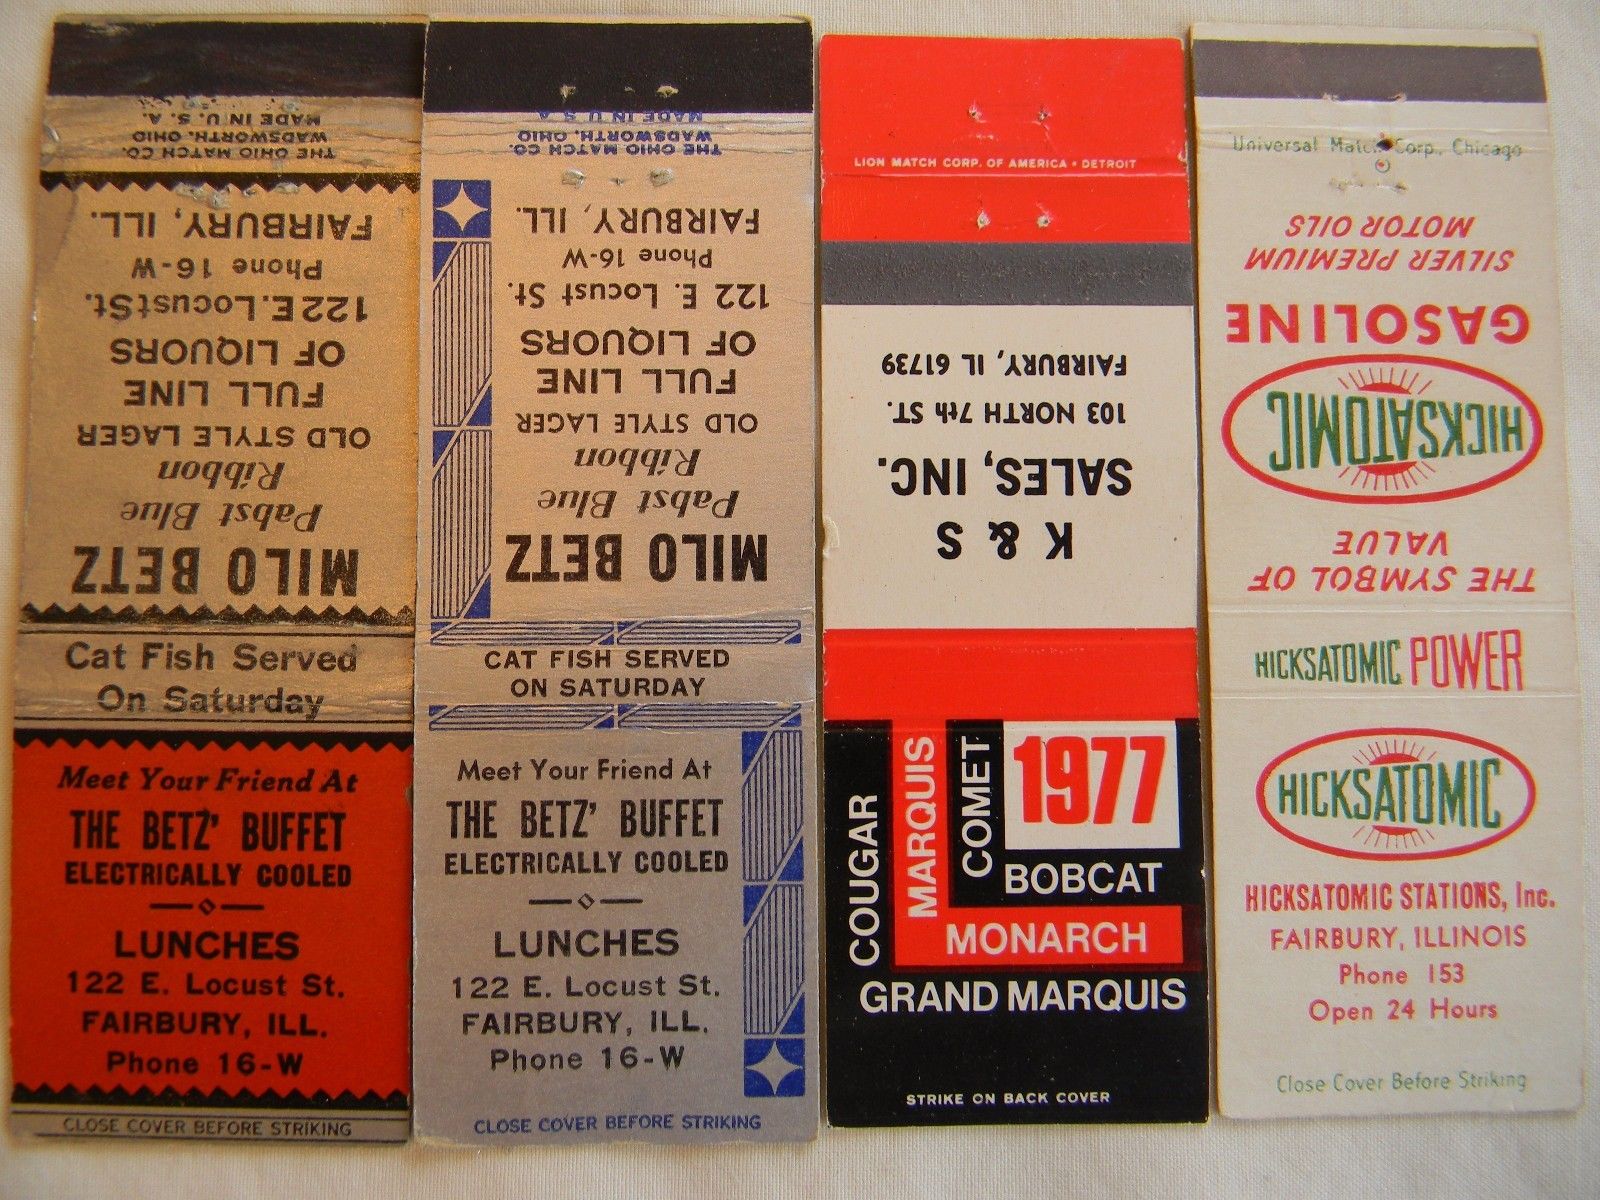 THE OHIO MATCH CO.
WADSWORTH, OHIO
MADE IN U. S. A.
MILO BETZ
Pabst Blue
Ribbon
OLD STYLE LAGER
FULL LINE
OF LIQUORS
122 E. Locust St.
Phone 16-W
FAIRBURY, ILL.
Cat Fish Served
On Saturday
Meet Your Friend At
THE BETZ' BUFFET
ELECTRICALLY COOLED
LUNCHES
122 E. Locust St.
FAIRBURY, ILL.
Phone 16-W
CLOSE COVER BEFORE STRIKING
THE OHIO MATCH CO.
WADSWORTH, OHIO
MADE IN U. S. A
MILO BETZ
Pabst Blue
Ribbon
OLD STYLE LAGER
FULL LINE
OF LIQUORS
122 E. Locust St.
Phone 16-W
FAIRBURY, ILL.
CAT FISH SERVED
ON SATURDAY
Meet Your Friend At
THE BETZ' BUFFET
ELECTRICALLY COOLED
LUNCHES
122 E. Locust St.
FAIRBURY, ILL.
Phone 16-W
CLOSE COVER BEFORE STRIKING
LION MATCH CORP. OF AMERICA • DETROIT
K & S
SALES, INC.
103 NORTH 7th ST.
FAIRBURY, IL 61739
COUGAR
MARQUIS
COMET
1977
BOBCAT
MONARCH
GRAND MARQUIS
STRIKE ON BACK COVER
Universal Match Corp., Chicago
THE SYMBOL OF
VALUE
HICKSATOMIC
GASOLINE
SILVER PREMIUM
MOTOR OILS
HICKSATOMIC POWER
HICKSATOMIC
HICKSATOMIC STATIONS, Inc.
FAIRBURY, ILLINOIS
Phone 153
Open 24 Hours
Close Cover Before Striking